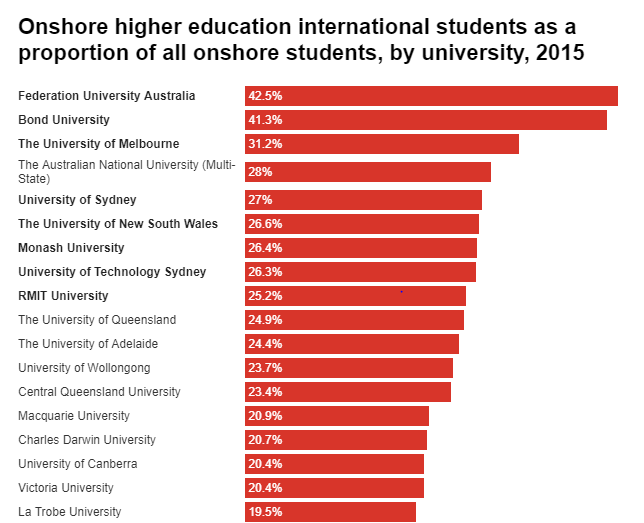 Onshore higher education international students as a
proportion of all onshore students, by university, 2015
Federation University Australia 42.5%
Bond University 41.3%
The University of Melbourne 31.2%
The Australian National University (Multi-
State) 28%
University of Sydney 27%
The University of New South Wales 26.6%
Monash University 26.4%
University of Technology Sydney 26.3%
RMIT University 25.2%
The University of Queensland 24.9%
The University of Adelaide 24.4%
University of Wollongong 23.7%
Central Queensland University 23.4%
Macquarie University 20.9%
Charles Darwin University 20.7%
University of Canberra 20.4%
Victoria University 20.4%
La Trobe University 19.5%